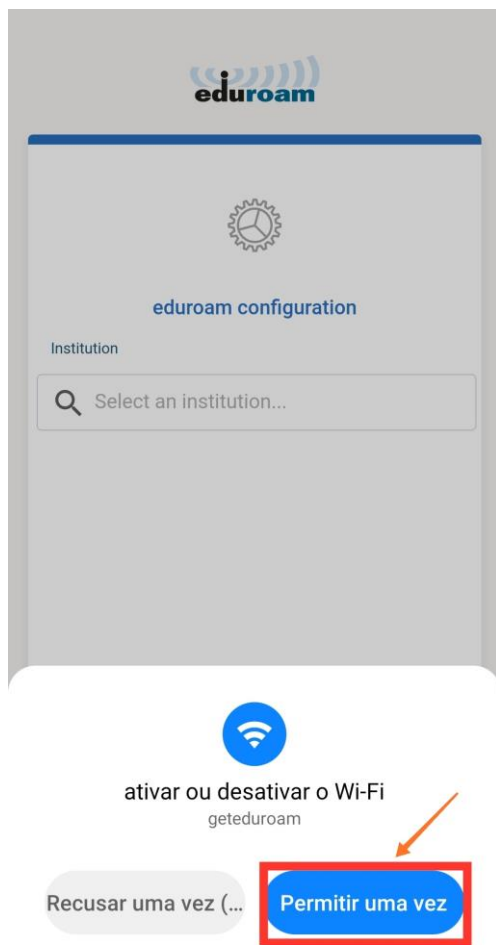 eduroam
eduroam configuration
Institution
Select an institution...
ativar ou desativar o Wi-Fi
geteduroam
Recusar uma vez (...
Permitir uma vez